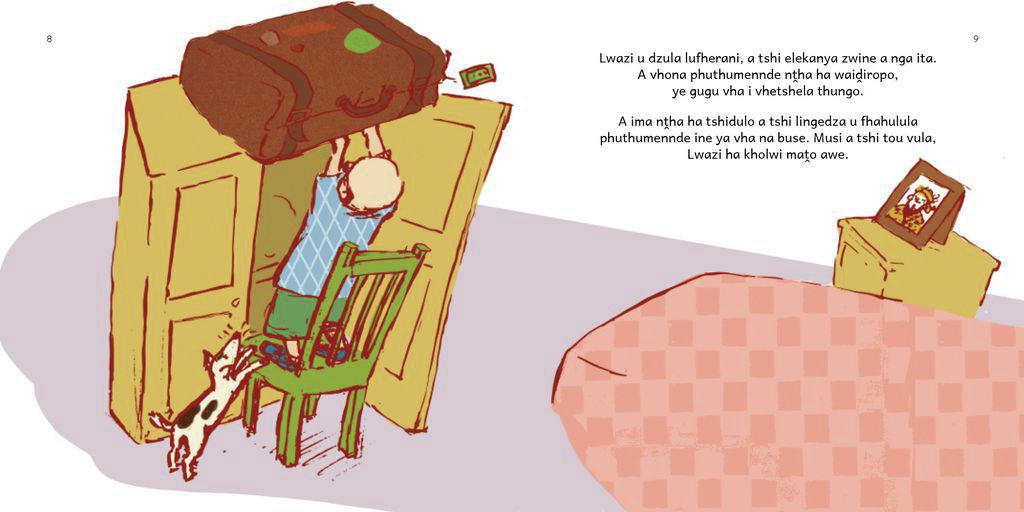 8
9
Lwazi u dzula lufherani, a tshi elekanya zwine a nga ita.
A vhona phuthumennde nṱha ha waiḓiropo,
ye gugu vha i vhetshela thungo.
A ima nṱha ha tshidulo a tshi lingedza u fhahulula
phuthumennde ine ya vha na buse. Musi a tshi tou vula,
Lwazi ha kholwi maṱo awe.